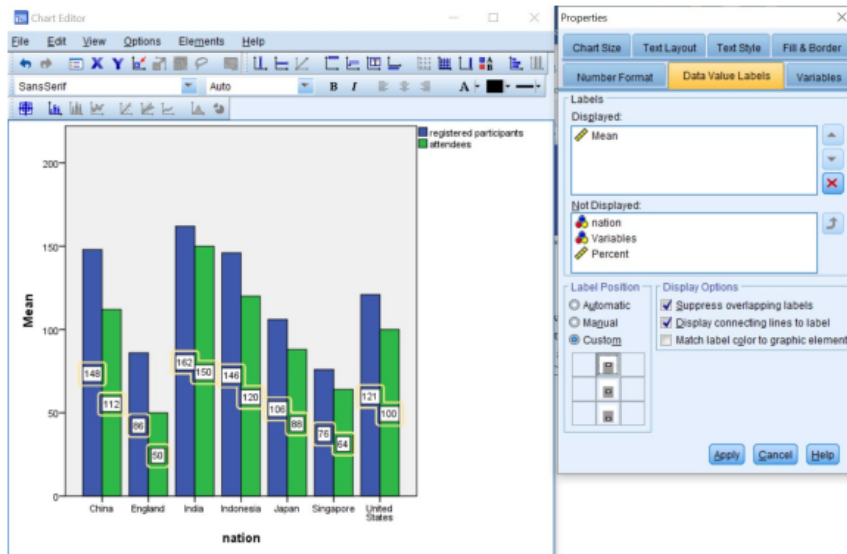 Chart Editor
File Edit View Options Elements Help
SansSerif Auto B I A
registered participants
attendees
200
150
100
50
0
Mean
148
112
86
50
162
150
146
120
106
88
76
64
121
100
China England India Indonesia Japan Singapore United States
nation
Properties
Chart Size Text Layout Text Style Fill & Border
Number Format Data Value Labels Variables
Labels
Displayed:
Mean
Not Displayed:
nation
Variables
Percent
Label Position
Automatic
Manual
Custom
Display Options
Suppress overlapping labels
Display connecting lines to label
Match label color to graphic element
Apply Cancel Help